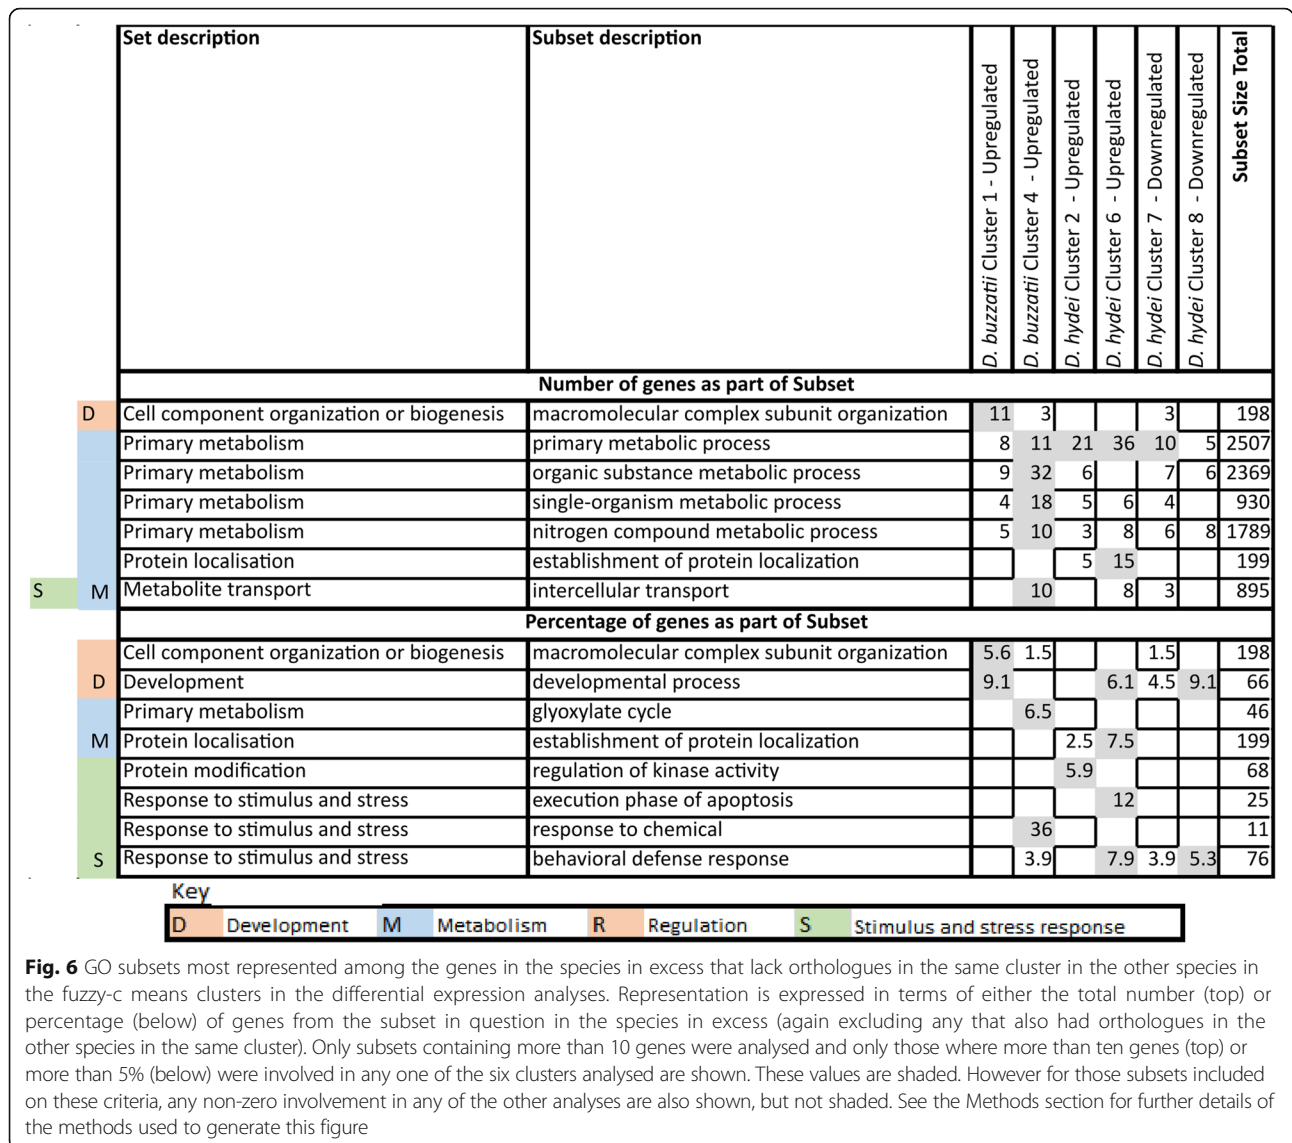 Set description Subset description D. buzzatii Cluster 1 - Upregulated D. buzzatii Cluster 4 - Upregulated D. hydei Cluster 2 - Upregulated D. hydei Cluster 6 - Upregulated D. hydei Cluster 7 - Downregulated D. hydei Cluster 8 - Downregulated Subset Size Total
Number of genes as part of Subset
D Cell component organization or biogenesis macromolecular complex subunit organization 11 3 3 198
Primary metabolism primary metabolic process 8 11 21 36 10 5 2507
Primary metabolism organic substance metabolic process 9 32 6 7 6 2369
Primary metabolism single-organism metabolic process 4 18 5 6 4 930
Primary metabolism nitrogen compound metabolic process 5 10 3 8 6 8 1789
Protein localisation establishment of protein localization 5 15 199
S M Metabolite transport intercellular transport 10 8 3 895
Percentage of genes as part of Subset
Cell component organization or biogenesis macromolecular complex subunit organization 5.6 1.5 1.5 198
D Development developmental process 9.1 6.1 4.5 9.1 66
Primary metabolism glyoxylate cycle 6.5 46
M Protein localisation establishment of protein localization 2.5 7.5 199
Protein modification regulation of kinase activity 5.9 68
Response to stimulus and stress execution phase of apoptosis 12 25
Response to stimulus and stress response to chemical 36 11
S Response to stimulus and stress behavioral defense response 3.9 7.9 3.9 5.3 76
Key
D Development M Metabolism R Regulation S Stimulus and stress response
Fig. 6 GO subsets most represented among the genes in the species in excess that lack orthologues in the same cluster in the other species in
the fuzzy-c means clusters in the differential expression analyses. Representation is expressed in terms of either the total number (top) or
percentage (below) of genes from the subset in question in the species in excess (again excluding any that also had orthologues in the
other species in the same cluster). Only subsets containing more than 10 genes were analysed and only those where more than ten genes (top) or
more than 5% (below) were involved in any one of the six clusters analysed are shown. These values are shaded. However for those subsets included
on these criteria, any non-zero involvement in any of the other analyses are also shown, but not shaded. See the Methods section for further details of
the methods used to generate this figure